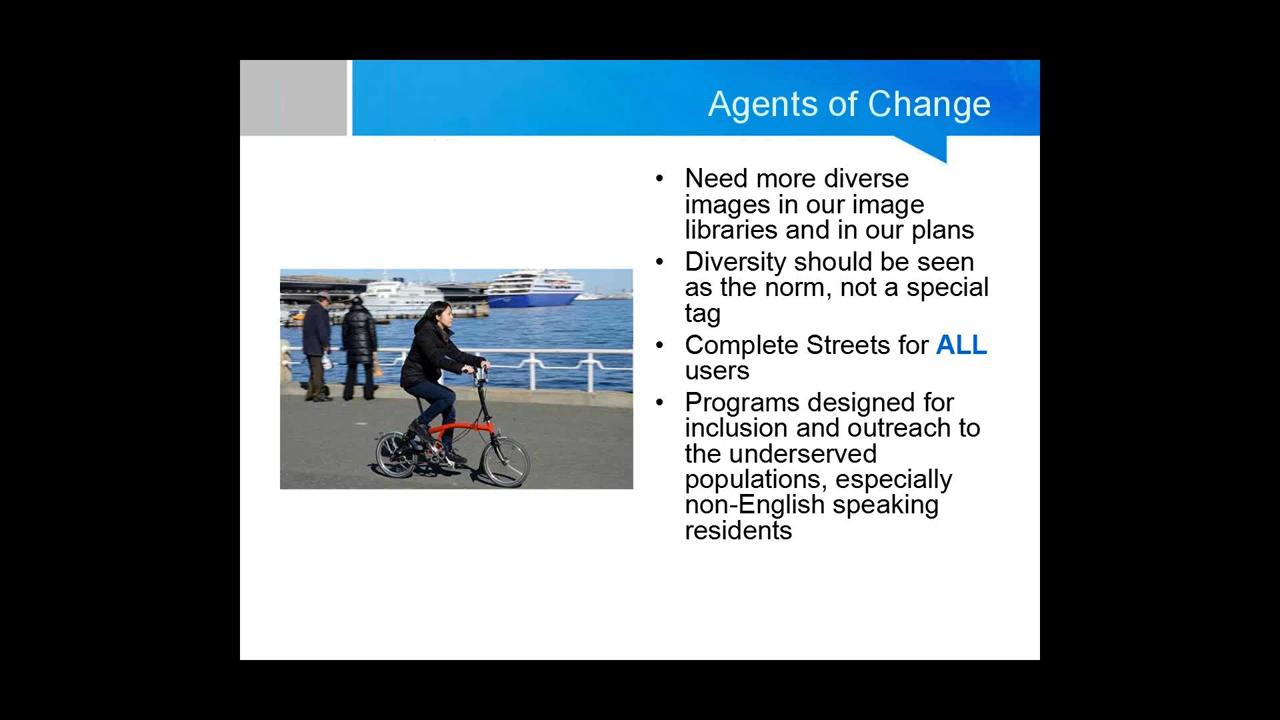 Agents of Change
• Need more diverse
images in our image
libraries and in our plans
• Diversity should be seen
as the norm, not a special
tag
• Complete Streets for ALL
users
• Programs designed for
inclusion and outreach to
the underserved
populations, especially
non-English speaking
residents